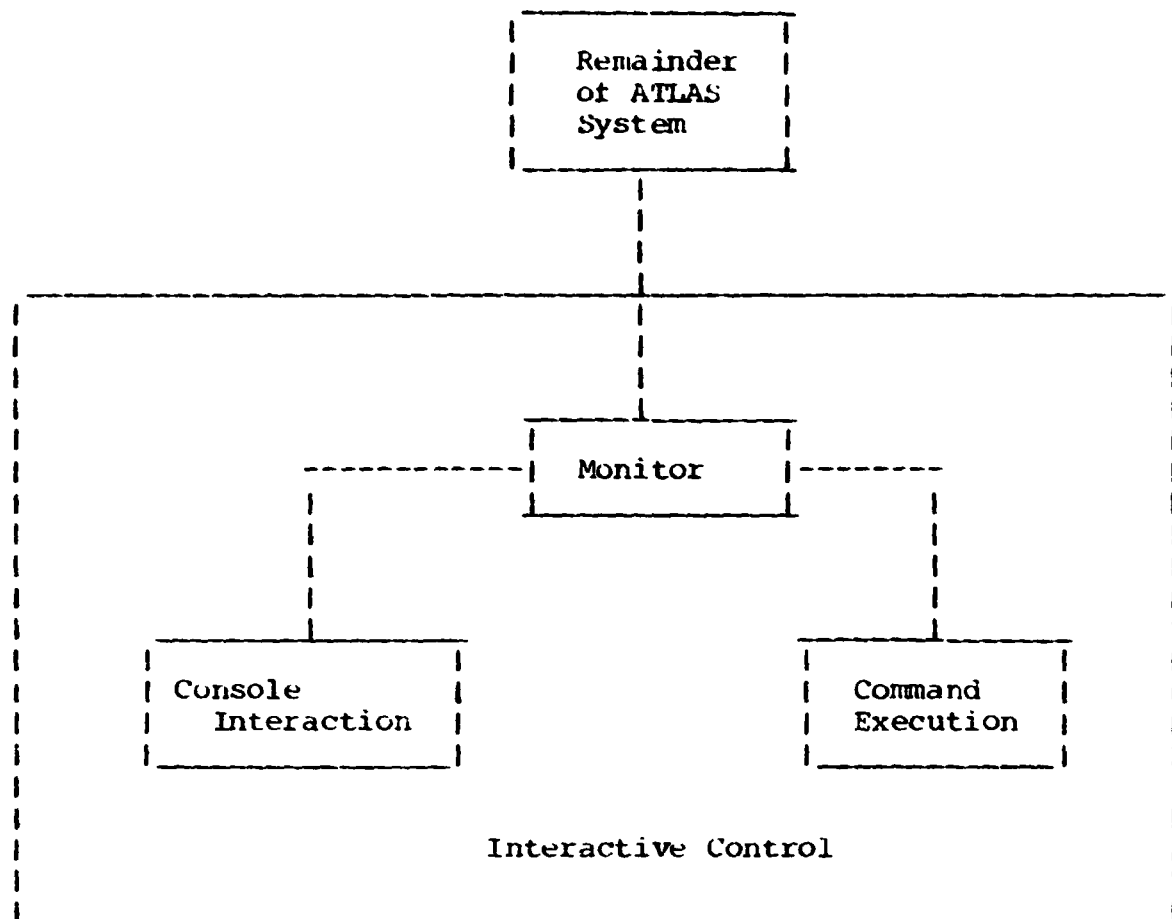 Remainder
of ATLAS
System
Monitor
Console
Interaction
Command
Execution
Interactive Control